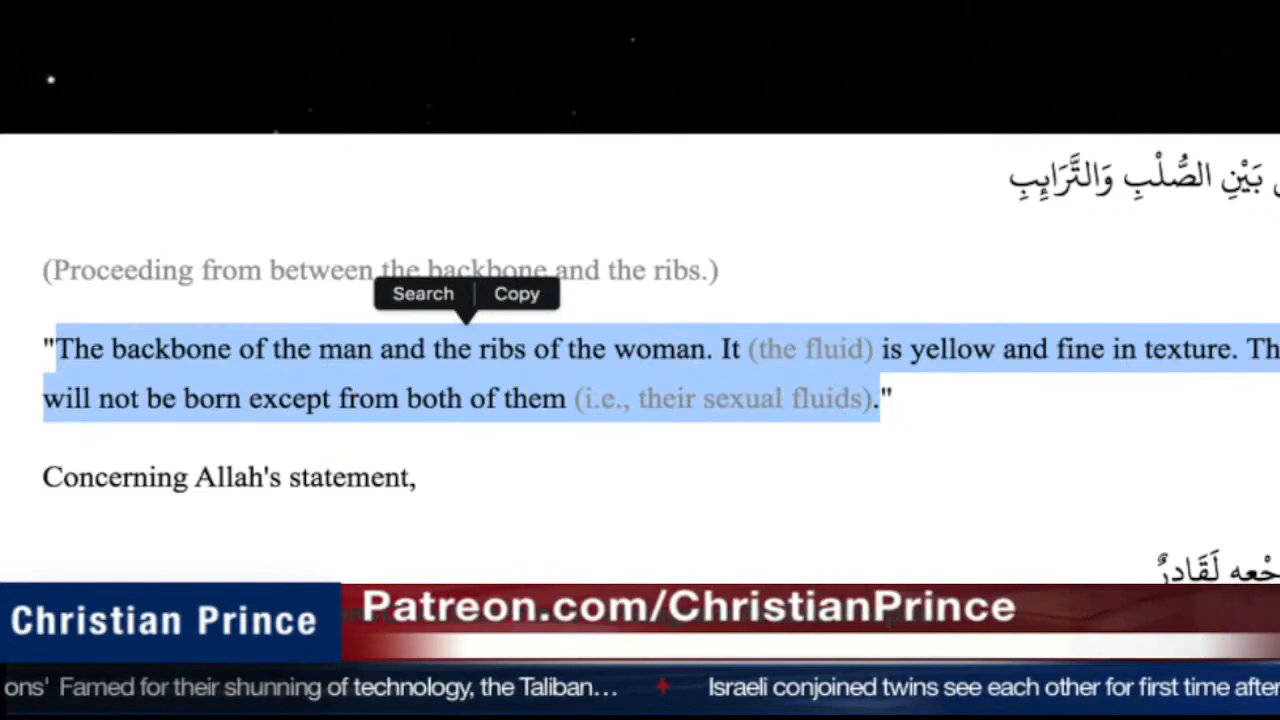 بَيْنِ الصُّلْبِ وَالتَّرَايِبِ
(Proceeding from between the backbone and the ribs.)
Search Copy
"The backbone of the man and the ribs of the woman. It (the fluid) is yellow and fine in texture. Th
will not be born except from both of them (i.e., their sexual fluids)."
Concerning Allah's statement,
لَقَادِرٌ
Christian Prince
Patreon.com/ChristianPrince
ons' Famed for their shunning of technology, the Taliban... + Israeli conjoined twins see each other for first time after